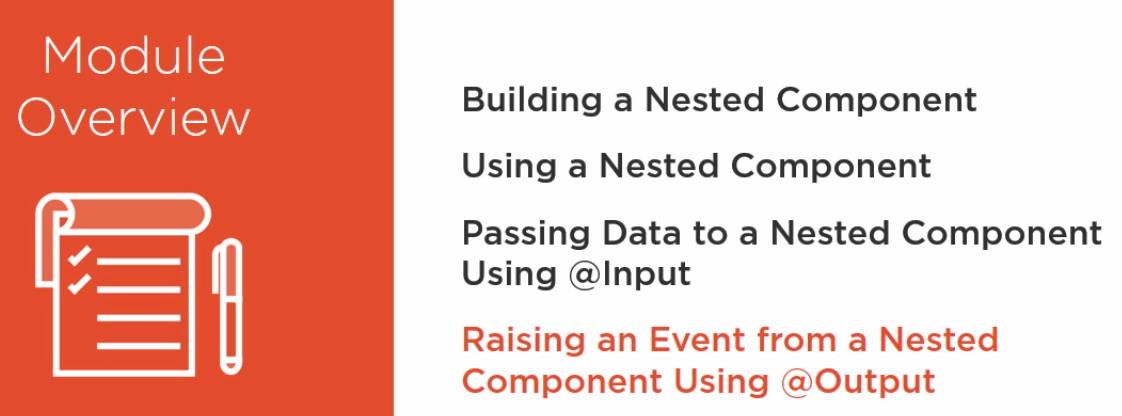 Module
Overview
Building a Nested Component
Using a Nested Component
Passing Data to a Nested Component
Using @Input
Raising an Event from a Nested
Component Using @Output